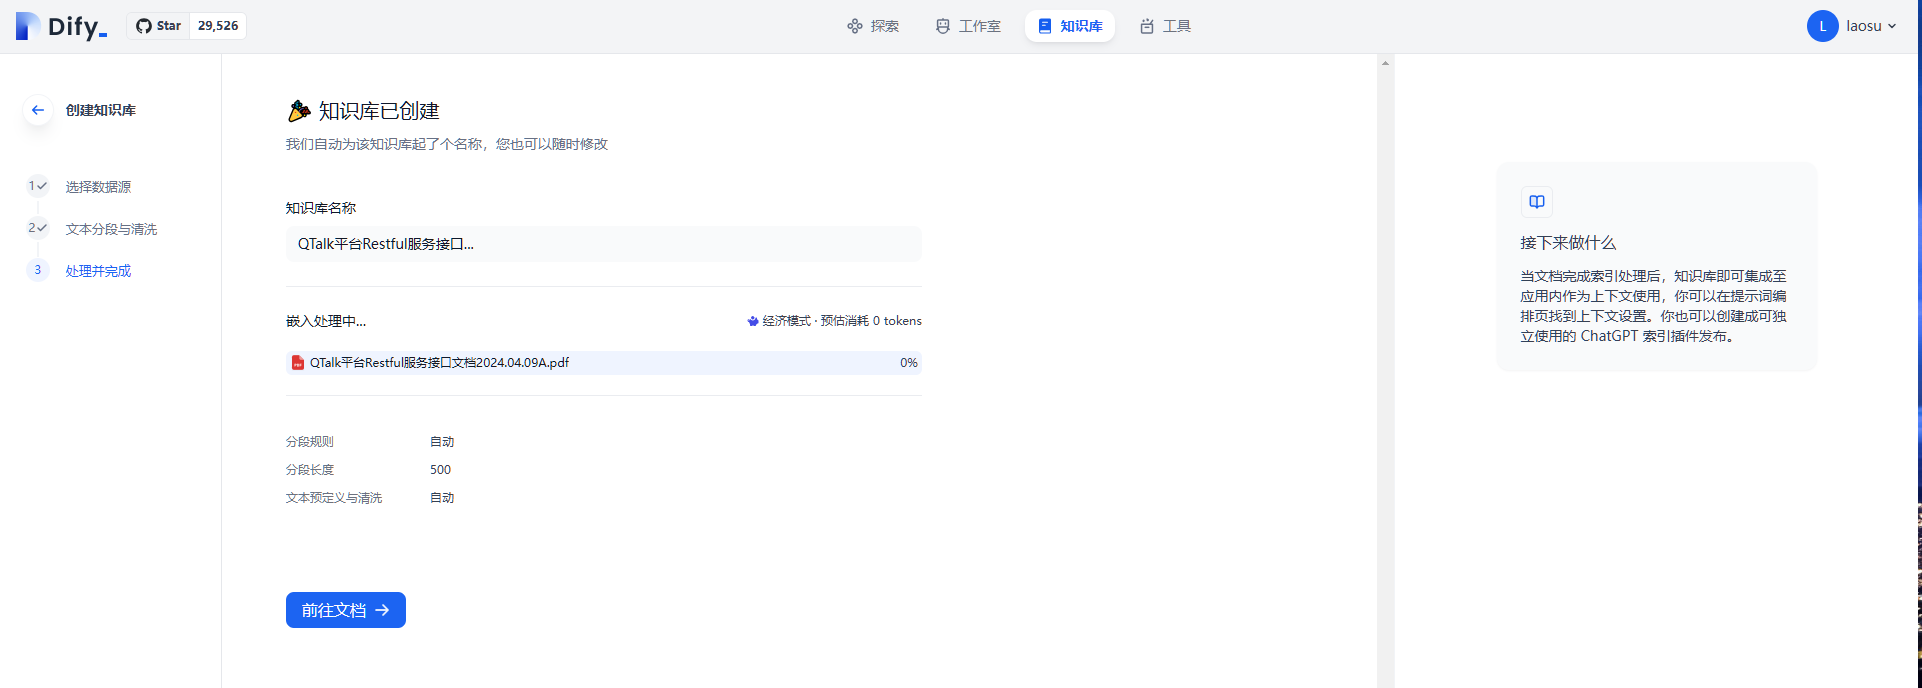 Dify_
Star 29,526
探索
工作室
知识库
工具
L laosu
创建知识库
1 选择数据源
2 文本分段与清洗
3 处理并完成
知识库已创建
我们自动为该知识库起了个名称，您也可以随时修改
知识库名称
QTalk平台Restful服务接口...
嵌入处理中...
经济模式 · 预估消耗 0 tokens
QTalk平台Restful服务接口文档2024.04.09A.pdf 0%
分段规则 自动
分段长度 500
文本预定义与清洗 自动
前往文档
接下来做什么
当文档完成索引处理后，知识库即可集成至
应用内作为上下文使用，你可以在提示词编
排页找到上下文设置。你也可以创建成可独
立使用的 ChatGPT 索引插件发布。